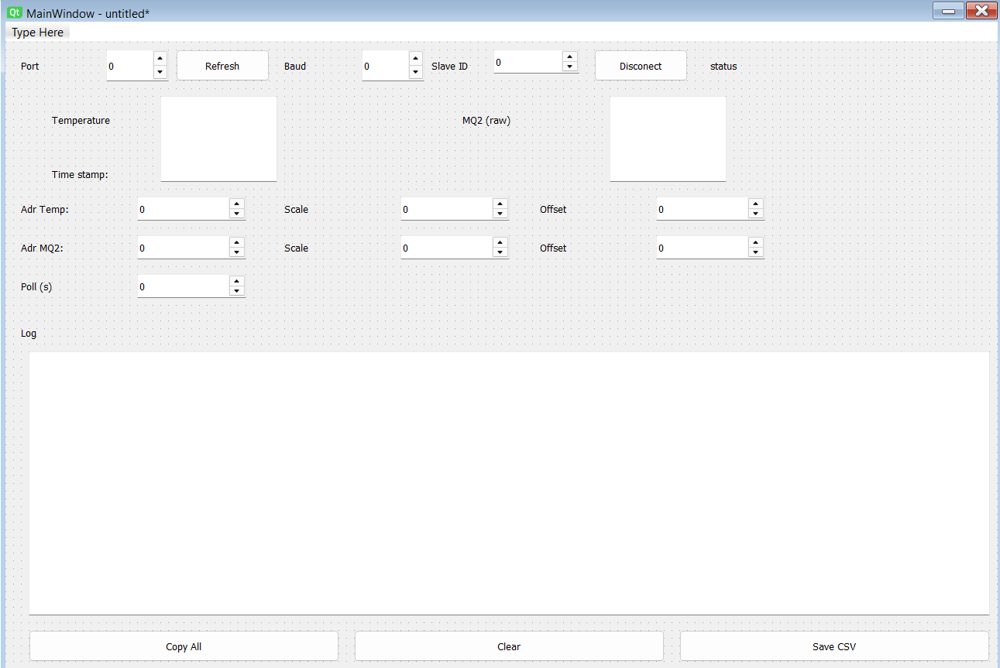 Qt MainWindow - untitled*
Type Here
Port 0 Refresh Baud 0 Slave ID 0 Disconect status
Temperature MQ2 (raw)
Time stamp:
Adr Temp: 0 Scale 0 Offset 0
Adr MQ2: 0 Scale 0 Offset 0
Poll (s) 0
Log
Copy All Clear Save CSV